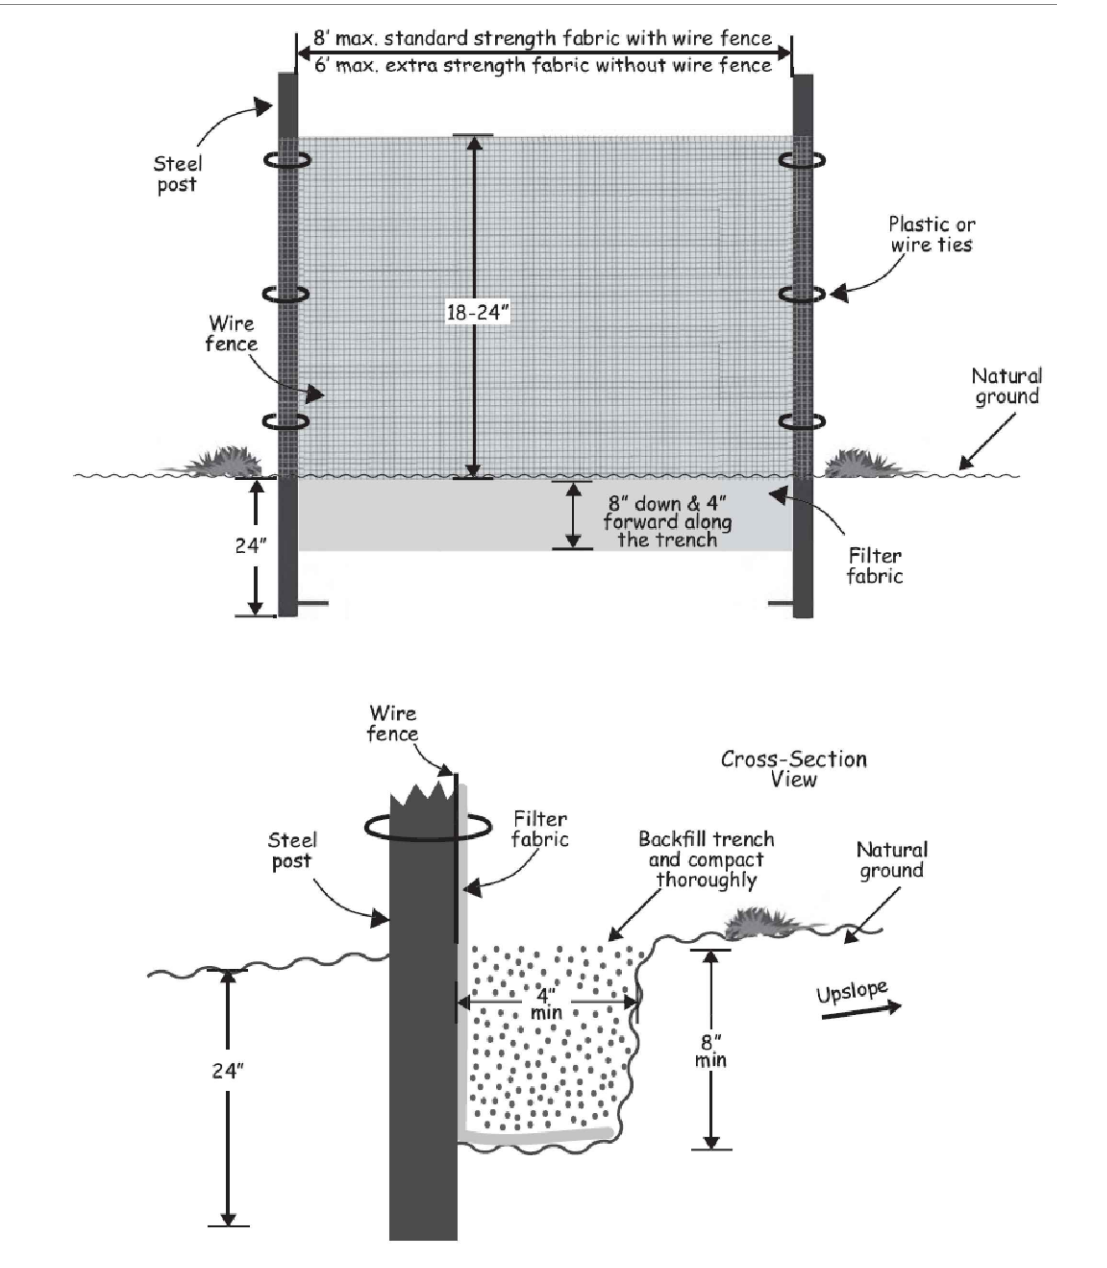 8' max. standard strength fabric with wire fence
6' max. extra strength fabric without wire fence
Steel
post
Plastic or
wire ties
18-24"
Wire
fence
Natural
ground
8" down & 4"
forward along
the trench
24"
Filter
fabric
Wire
fence
Cross-Section
View
Filter
fabric
Steel
post
Backfill trench
and compact
thoroughly
Natural
ground
4"
min
Upslope
8"
min
24"